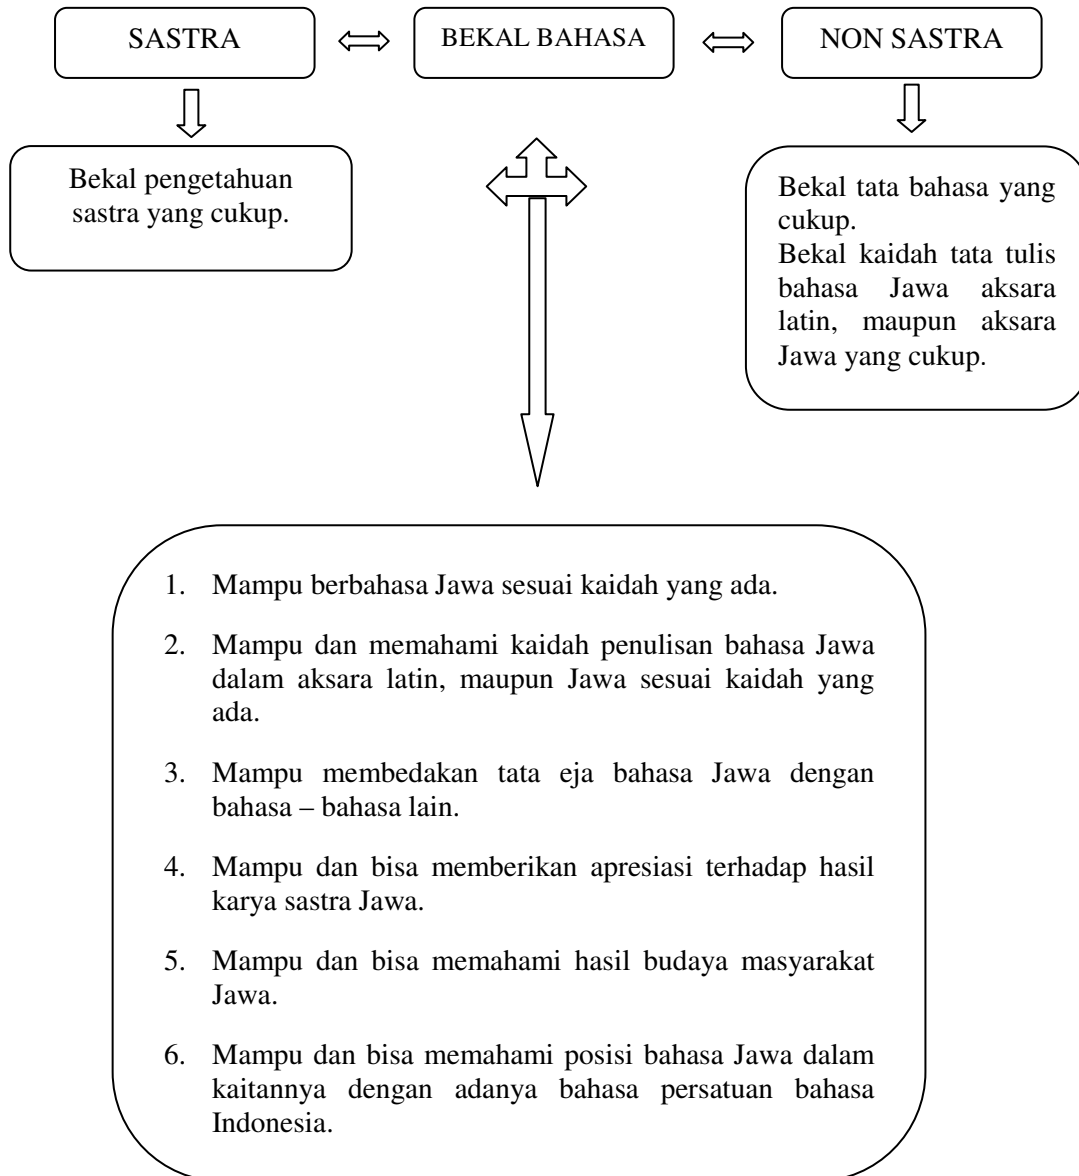 SASTRA
BEKAL BAHASA
NON SASTRA
Bekal pengetahuan
sastra yang cukup.
Bekal tata bahasa yang
cukup.
Bekal kaidah tata tulis
bahasa Jawa aksara
latin, maupun aksara
Jawa yang cukup.
1. Mampu berbahasa Jawa sesuai kaidah yang ada.
2. Mampu dan memahami kaidah penulisan bahasa Jawa
dalam aksara latin, maupun Jawa sesuai kaidah yang
ada.
3. Mampu membedakan tata eja bahasa Jawa dengan
bahasa – bahasa lain.
4. Mampu dan bisa memberikan apresiasi terhadap hasil
karya sastra Jawa.
5. Mampu dan bisa memahami hasil budaya masyarakat
Jawa.
6. Mampu dan bisa memahami posisi bahasa Jawa dalam
kaitannya dengan adanya bahasa persatuan bahasa
Indonesia.